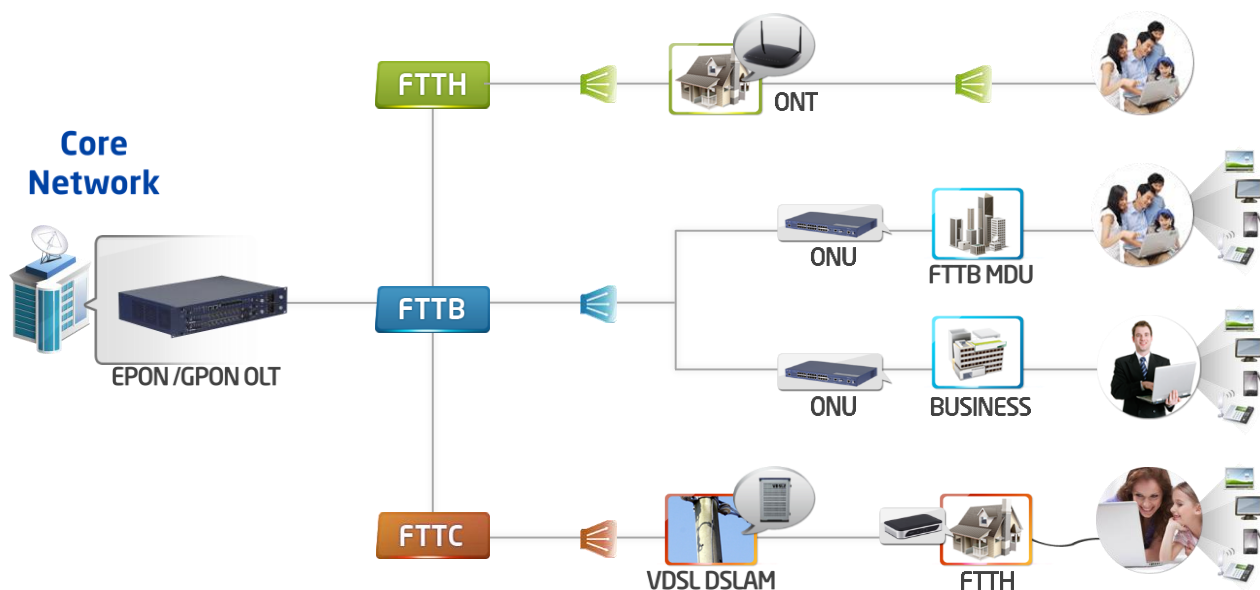 FTTH
ONT
Core
Network
ONU
FTTB MDU
FTTB
EPON /GPON OLT
ONU
BUSINESS
FTTC
VDSL DSLAM
FTTH